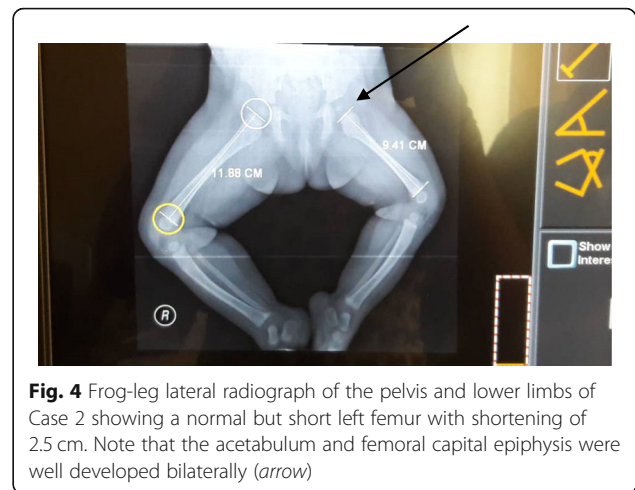 9.41 CM
11.88 CM
Show
Interes
R
Fig. 4 Frog-leg lateral radiograph of the pelvis and lower limbs of
Case 2 showing a normal but short left femur with shortening of
2.5 cm. Note that the acetabulum and femoral capital epiphysis were
well developed bilaterally (arrow)